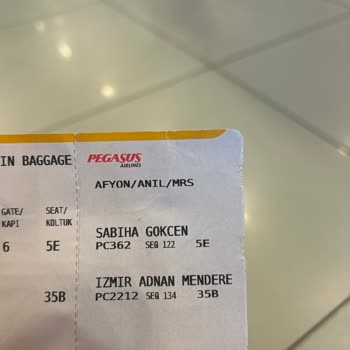 IN BAGGAGE
GATE/ SEAT/
KAPI KOLTUK
6 5E
35B
PEGASUS
AIRLINES
AFYON/ANIL/MRS
SABIHA GOKCEN
PC362 SEQ 122 5E
IZMIR ADNAN MENDERE
PC2212 SEQ 134 35B